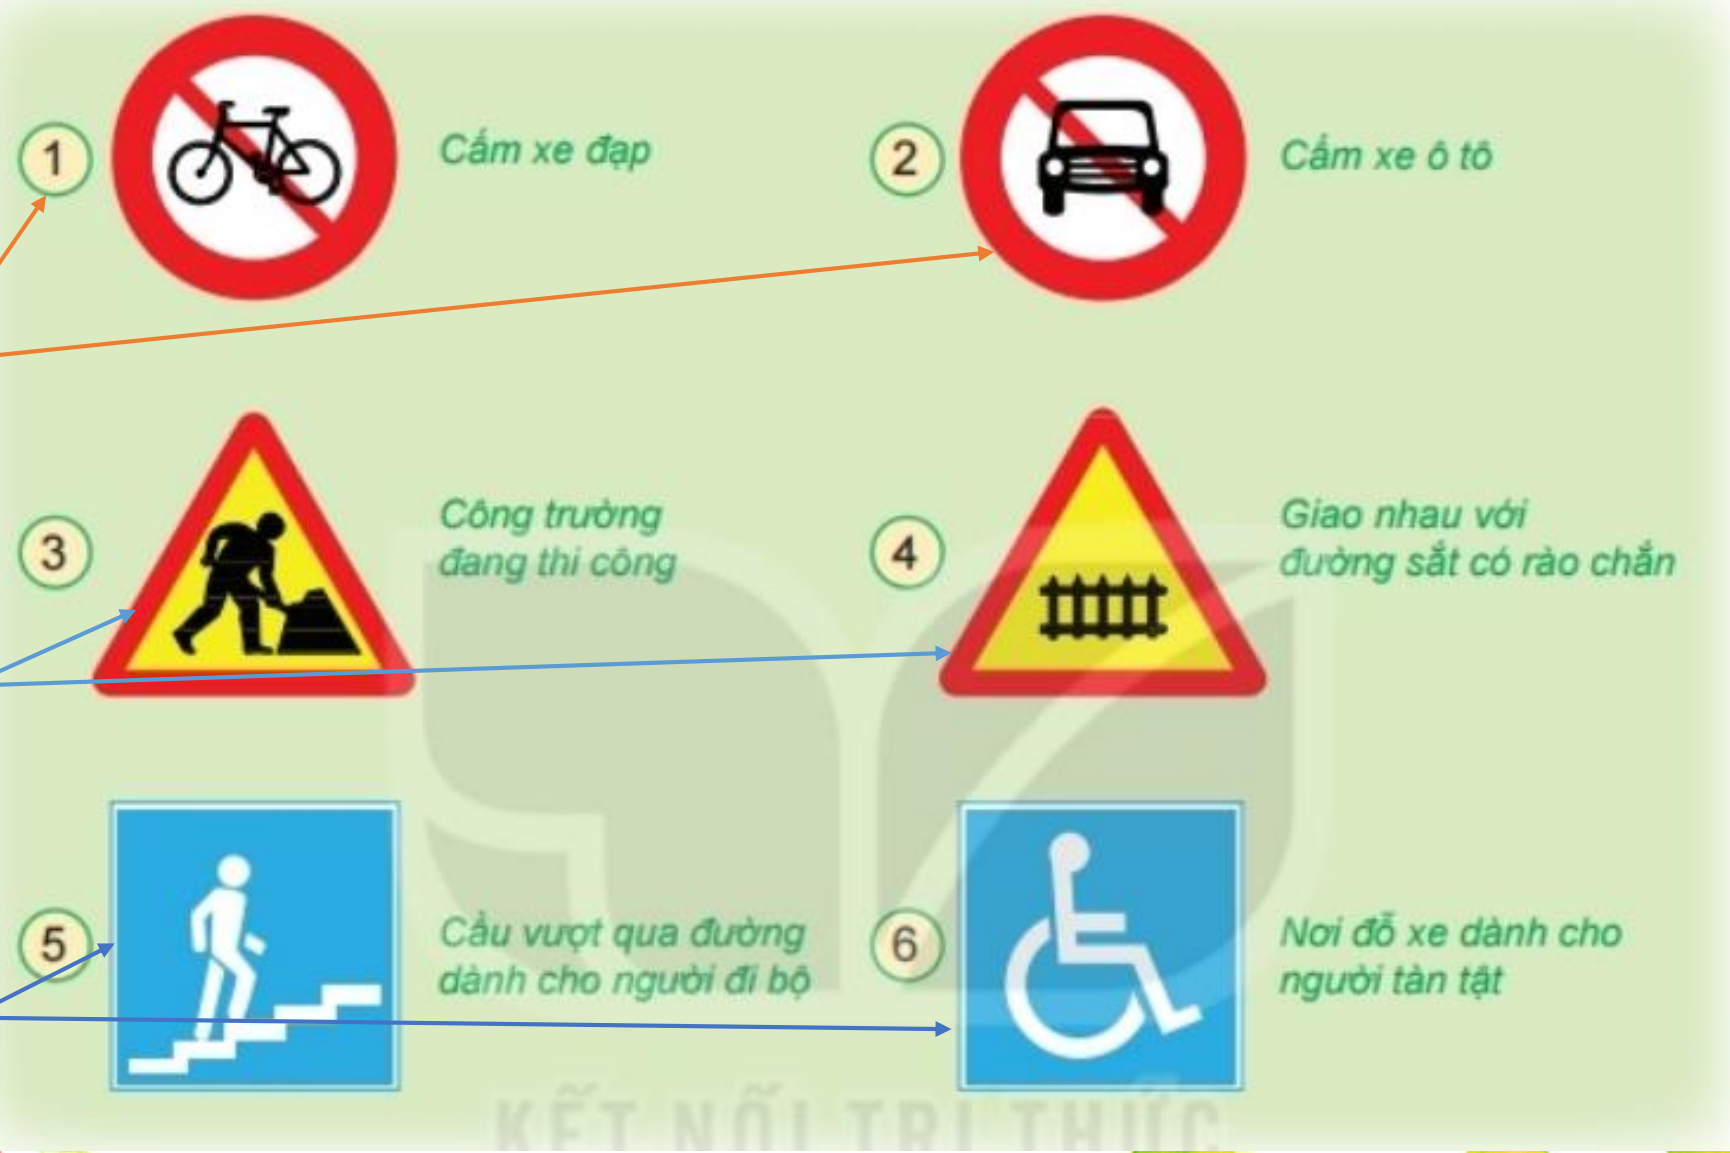 1
Cấm xe đạp
2
Cấm xe ô tô
3
Công trường
đang thi công
4
Giao nhau với
đường sắt có rào chắn
5
Cầu vượt qua đường
dành cho người đi bộ
6
Nơi đỗ xe dành cho
người tàn tật
KẾT NỐI TRI THỨC